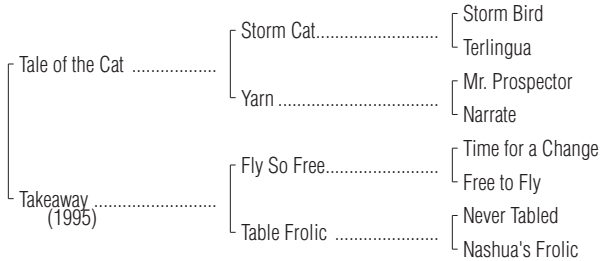 Storm Bird
Storm Cat..........................
Terlingua
Tale of the Cat ..................
Mr. Prospector
Yarn ..................................
Narrate
Time for a Change
Fly So Free........................
Free to Fly
Takeaway ..........................
(1995)
Never Tabled
Table Frolic ......................
Nashua's Frolic